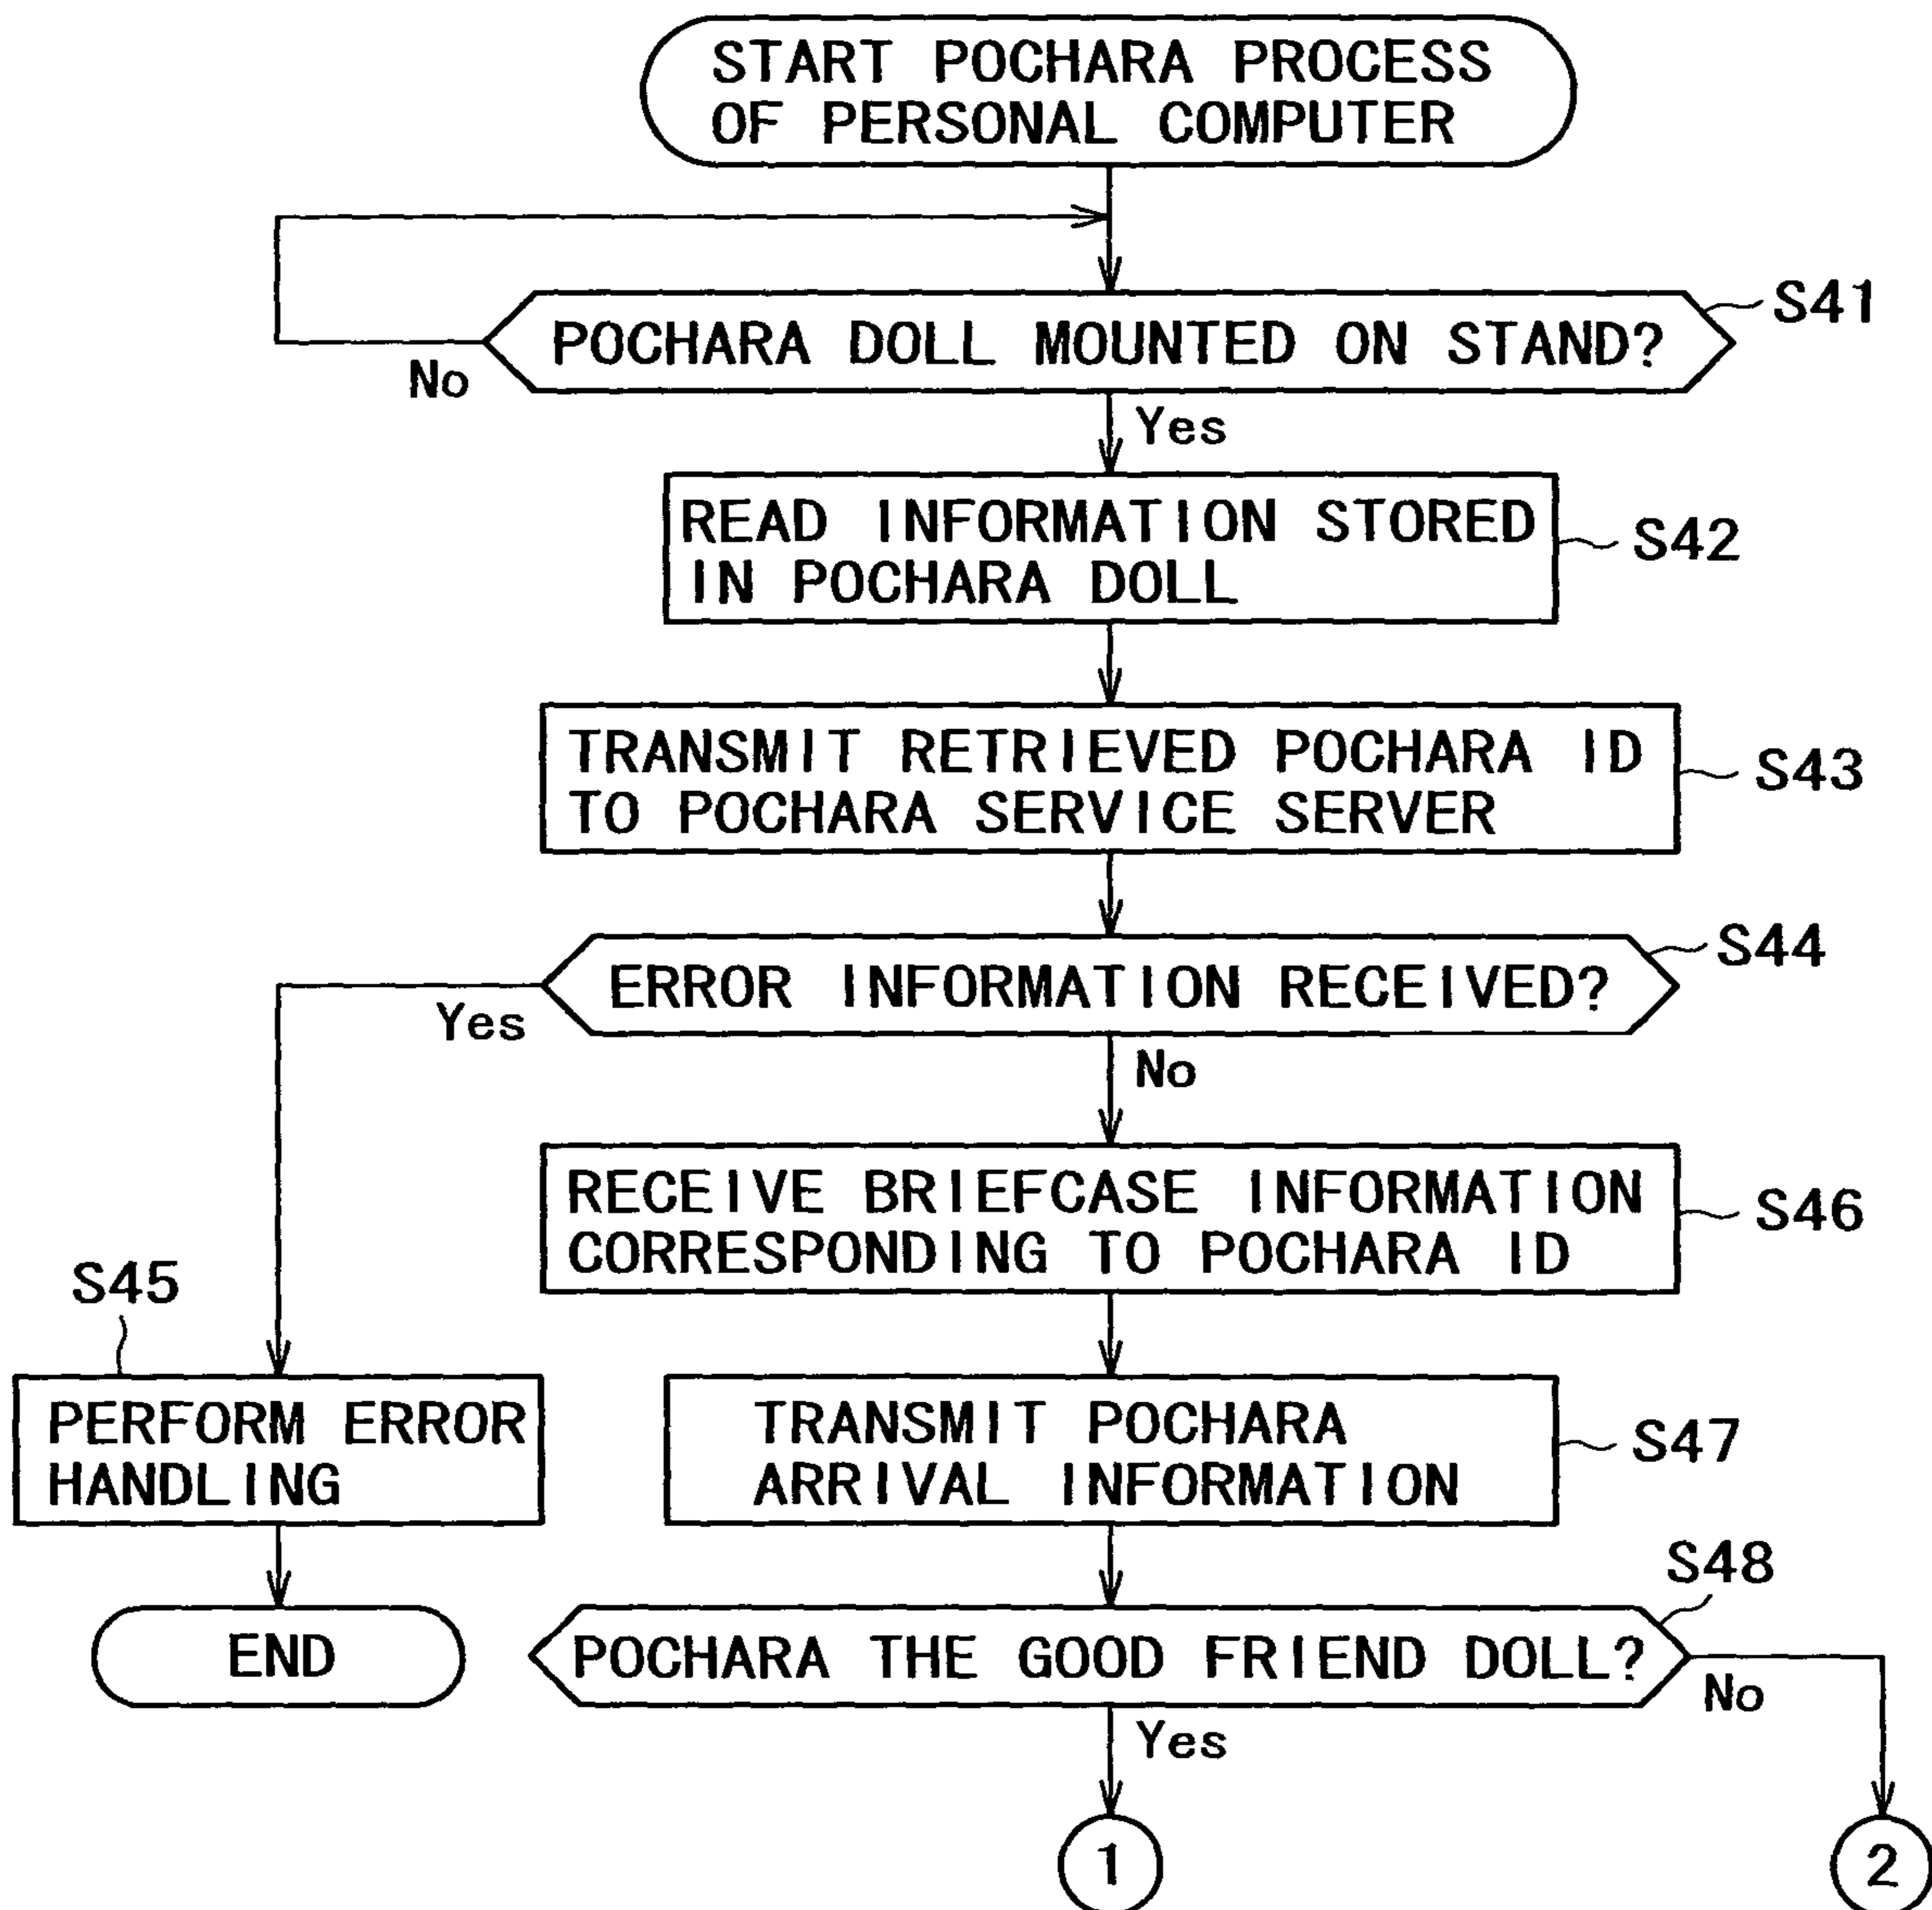 START POCHARA PROCESS
OF PERSONAL COMPUTER
S41
POCHARA DOLL MOUNTED ON STAND?
No
Yes
READ INFORMATION STORED
IN POCHARA DOLL
S42
TRANSMIT RETRIEVED POCHARA ID
TO POCHARA SERVICE SERVER
S43
S44
ERROR INFORMATION RECEIVED?
Yes
No
RECEIVE BRIEFCASE INFORMATION
CORRESPONDING TO POCHARA ID
S46
S45
PERFORM ERROR
HANDLING
TRANSMIT POCHARA
ARRIVAL INFORMATION
S47
S48
END
POCHARA THE GOOD FRIEND DOLL?
No
Yes
1
2